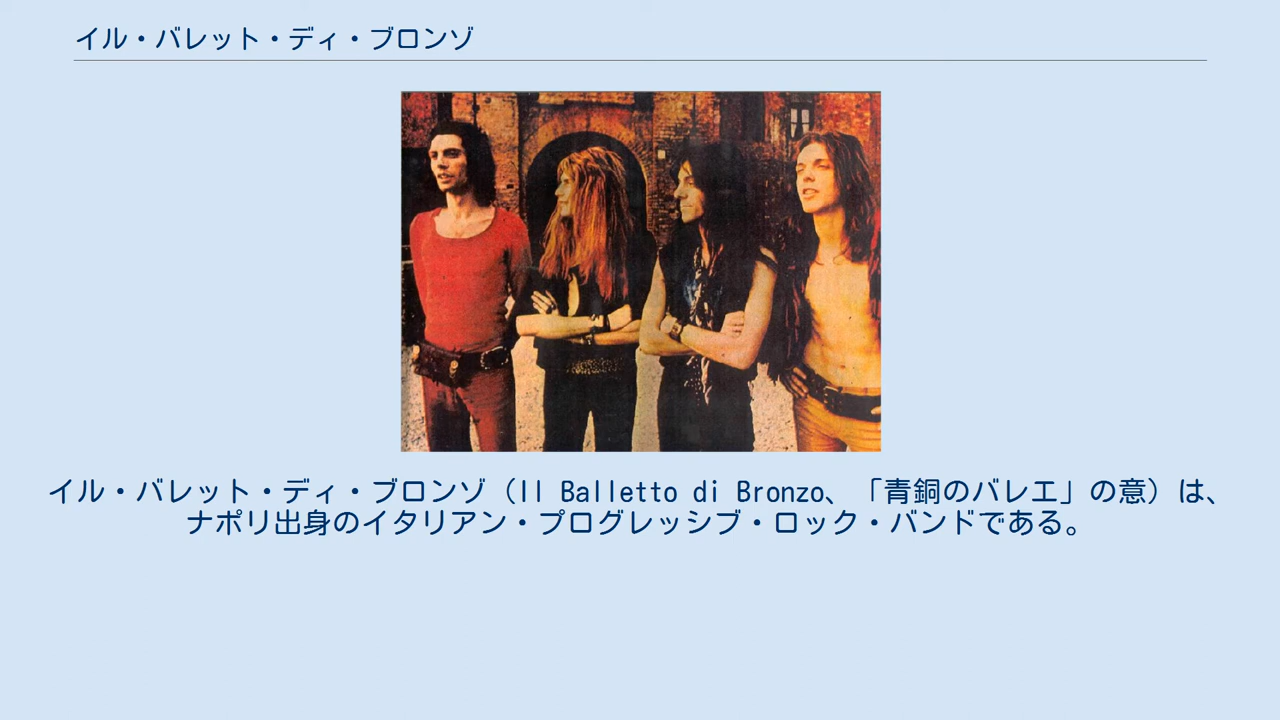 イル・バレット・ディ・ブロンゾ
イル・バレット・ディ・ブロンゾ（Il Balletto di Bronzo、「青銅のバレエ」の意）は、
ナポリ出身のイタリアン・プログレッシブ・ロック・バンドである。